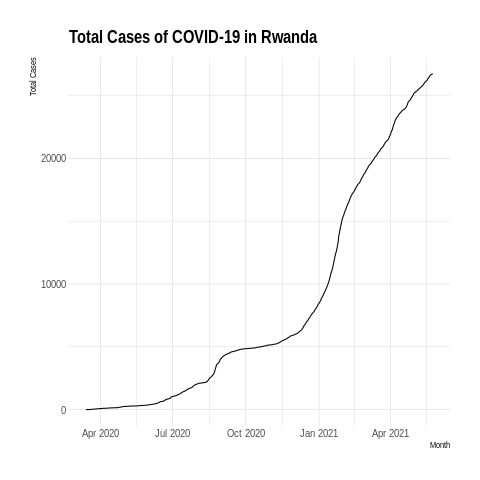 Total Cases of COVID-19 in Rwanda
Total Cases
20000
10000
0
Apr 2020 Jul 2020 Oct 2020 Jan 2021 Apr 2021
Month